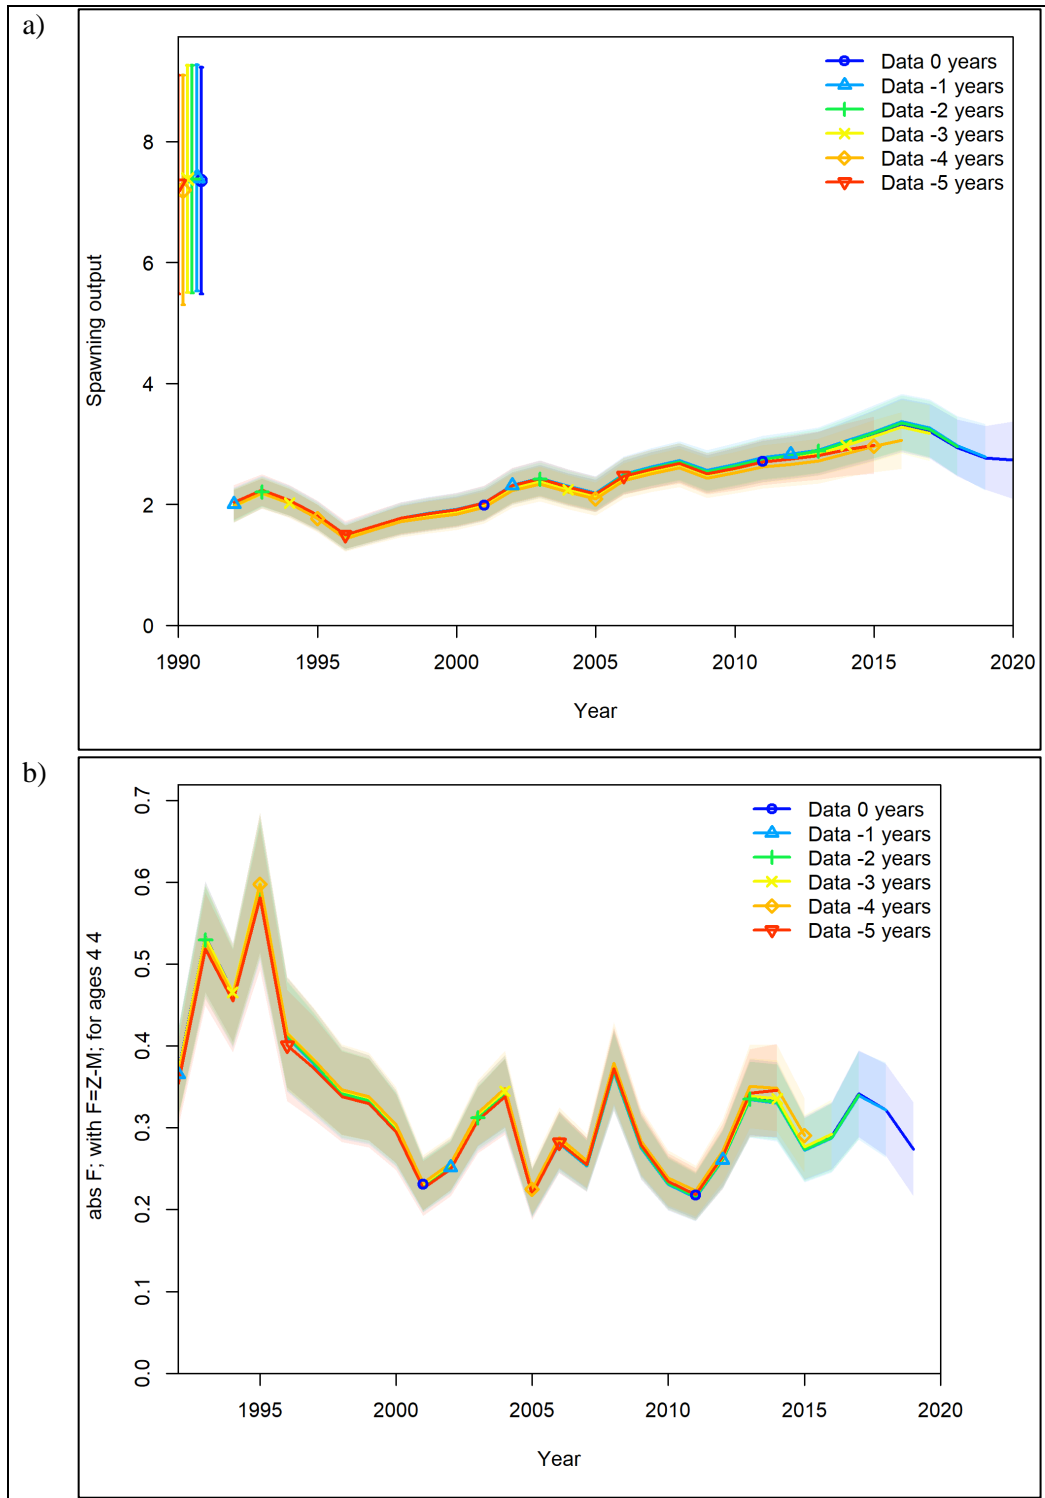 a)
Spawning output
8
6
4
2
0
1990 1995 2000 2005 2010 2015 2020
Year
Data 0 years
Data -1 years
Data -2 years
Data -3 years
Data -4 years
Data -5 years
b)
abs F; with F=Z-M; for ages 4 4
0.7
0.6
0.5
0.4
0.3
0.2
0.1
0.0
1995 2000 2005 2010 2015 2020
Year
Data 0 years
Data -1 years
Data -2 years
Data -3 years
Data -4 years
Data -5 years